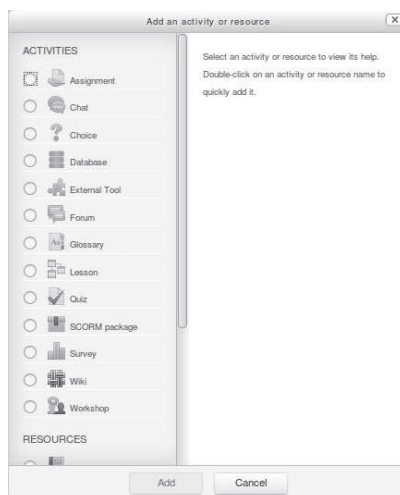 Add an activity or resource
ACTIVITIES
Assignment
Chat
Choice
Database
External Tool
Forum
Glossary
Lesson
Quiz
SCORM package
Survey
Wiki
Workshop
RESOURCES
Select an activity or resource to view its help.
Double-click on an activity or resource name to
quickly add it.
Add
Cancel